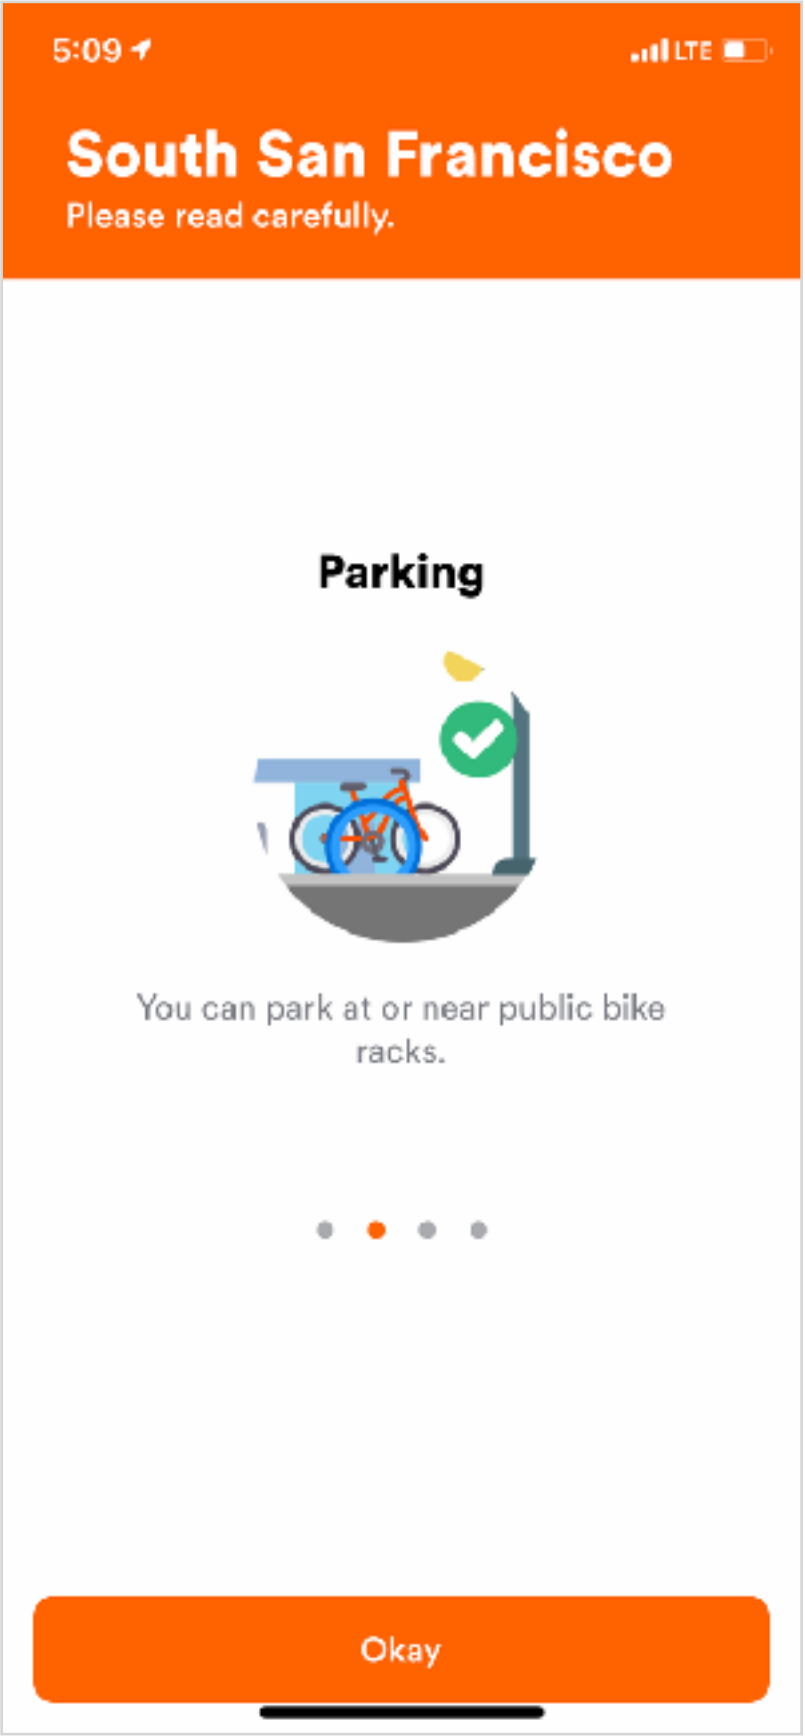 5:09 LTE
South San Francisco
Please read carefully.
Parking
You can park at or near public bike
racks.
Okay